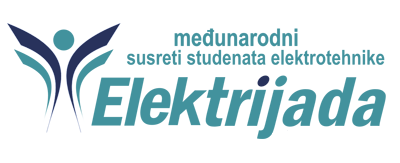 međunarodni
susreti studenata elektrotehnike
Elektrijada